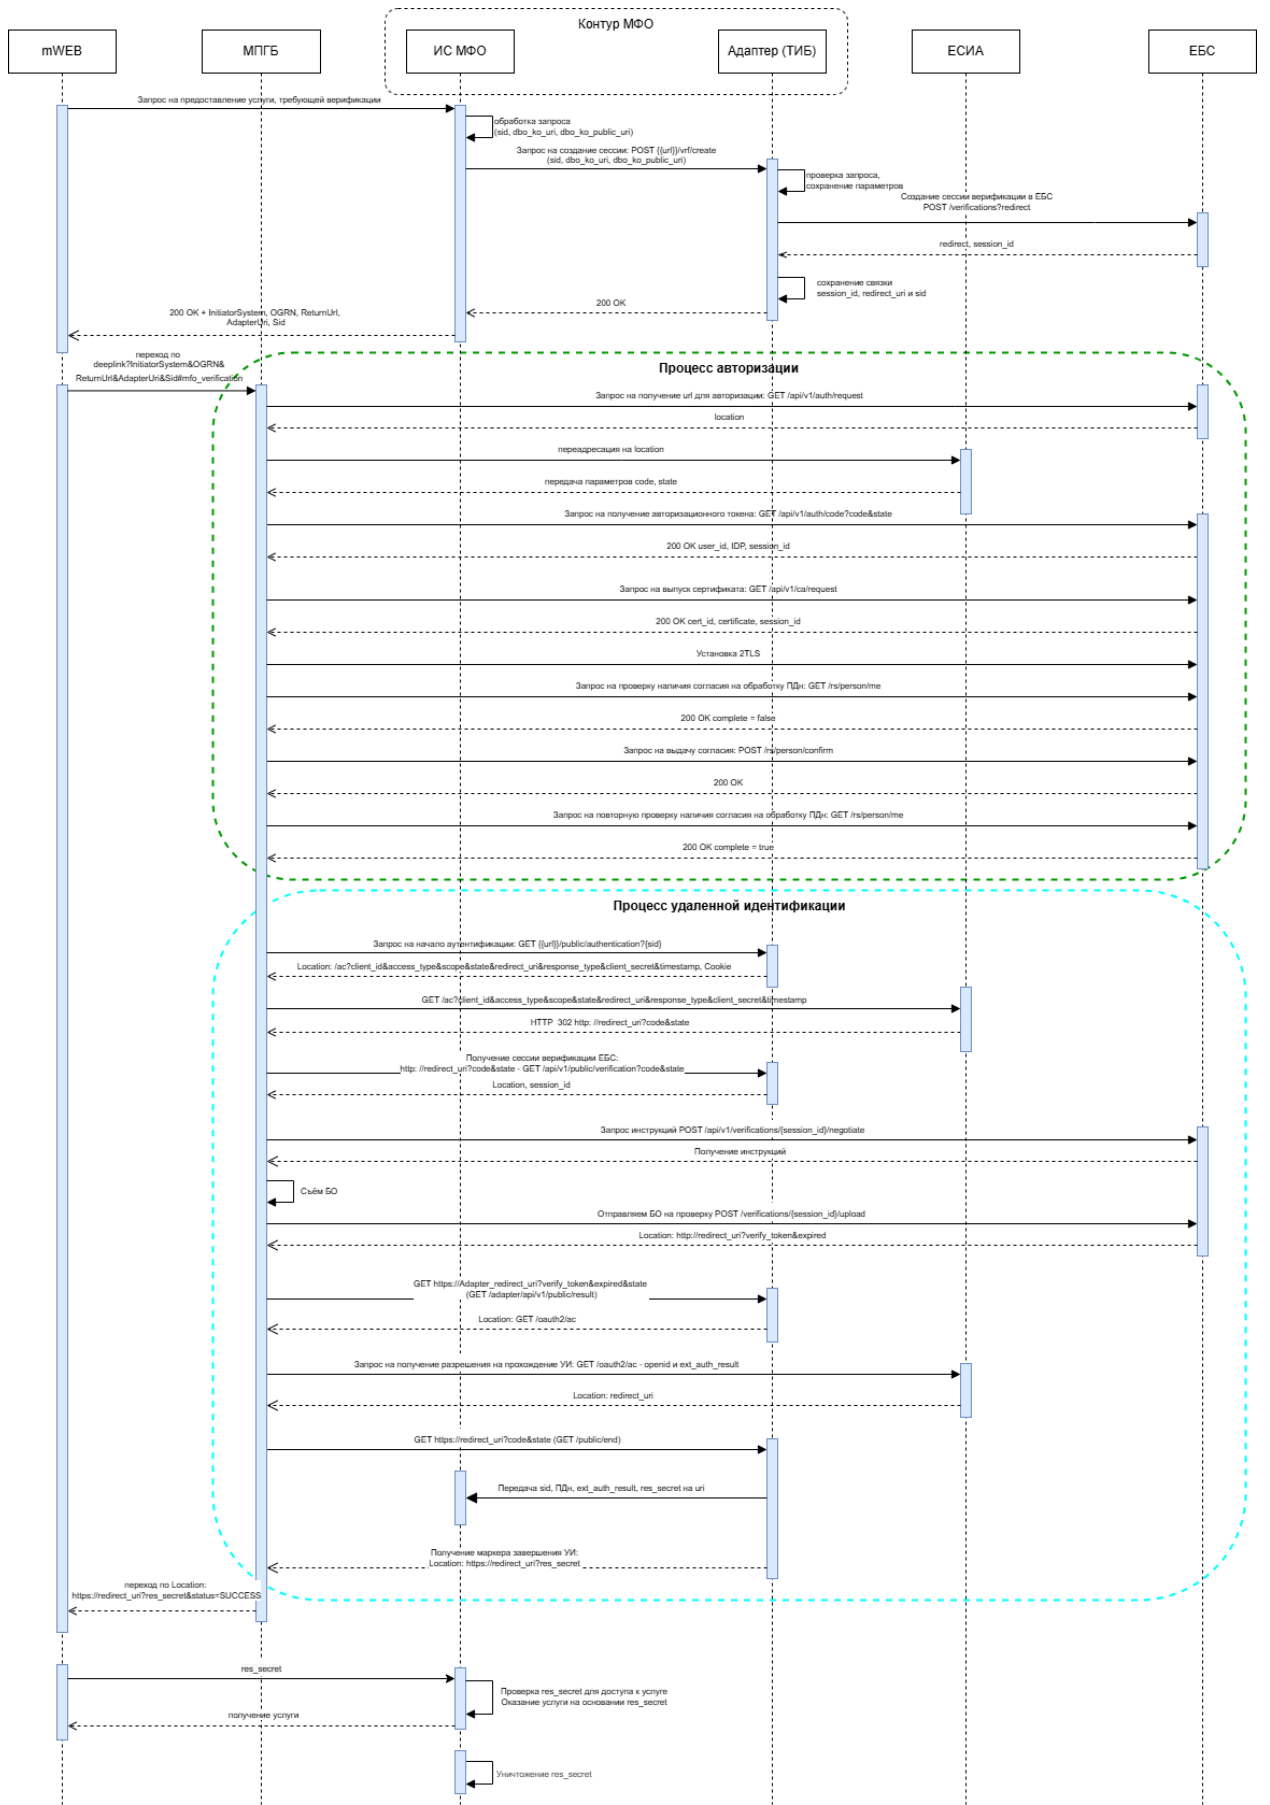 Контур МФО
mWEB
МПГБ
ИС МФО
Адаптер (ТИБ)
ЕСИА
ЕБС
Запрос на предоставление услуги, требующей верификации
обработка запроса
(sid, dbo_ko_uri, dbo_ko_public_uri)
Запрос на создание сессии: POST {{url}}/vrf/create
(sid, dbo_ko_uri, dbo_ko_public_uri)
проверка запроса,
сохранение параметров
Создание сессии верификации в ЕБС
POST /verifications?redirect
redirect, session_id
сохранение связки
session_id, redirect_uri и sid
200 OK
200 OK + InitiatorSystem, OGRN, ReturnUrl,
AdapterUri, Sid
переход по
deeplink?InitiatorSystem&OGRN&
ReturnUrl&AdapterUri&Sid#mfo_verification
Процесс авторизации
Запрос на получение url для авторизации: GET /api/v1/auth/request
location
переадресация на location
передача параметров code, state
Запрос на получение авторизационного токена: GET /api/v1/auth/code?code&state
200 OK user_id, IDP, session_id
Запрос на выпуск сертификата: GET /api/v1/ca/request
200 OK cert_id, certificate, session_id
Установка 2TLS
Запрос на проверку наличия согласия на обработку ПДн: GET /rs/person/me
200 OK complete = false
Запрос на выдачу согласия: POST /rs/person/confirm
200 OK
Запрос на повторную проверку наличия согласия на обработку ПДн: GET /rs/person/me
200 OK complete = true
Процесс удаленной идентификации
Запрос на начало аутентификации: GET {{url}}/public/authentication?{sid}
Location: /ac?client_id&access_type&scope&state&redirect_uri&response_type&client_secret&timestamp, Cookie
GET /ac?client_id&access_type&scope&state&redirect_uri&response_type&client_secret&timestamp
HTTP 302 http: //redirect_uri?code&state
Получение сессии верификации ЕБС:
http: //redirect_uri?code&state - GET /api/v1/public/verification?code&state
Location, session_id
Запрос инструкций POST /api/v1/verifications/{session_id}/negotiate
Получение инструкций
Съём БО
Отправляем БО на проверку POST /verifications/{session_id}/upload
Location: http://redirect_uri?verify_token&expired
GET https://Adapter_redirect_uri?verify_token&expired&state
(GET /adapter/api/v1/public/result)
Location: GET /oauth2/ac
Запрос на получение разрешения на прохождение УИ: GET /oauth2/ac - openid и ext_auth_result
Location: redirect_uri
GET https://redirect_uri?code&state (GET /public/end)
Передача sid, ПДн, ext_auth_result, res_secret на uri
Получение маркера завершения УИ:
Location: https://redirect_uri?res_secret
переход по Location:
https://redirect_uri?res_secret&status=SUCCESS
res_secret
Проверка res_secret для доступа к услуге
Оказание услуги на основании res_secret
получение услуги
Уничтожение res_secret